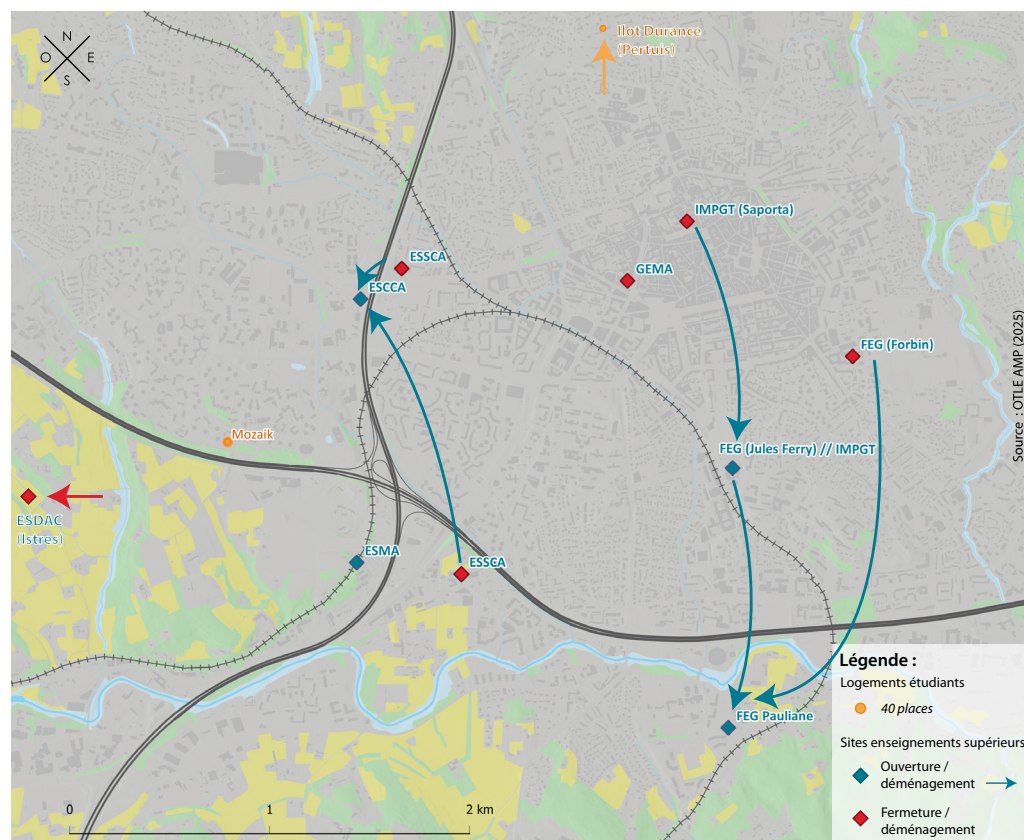 N
O E
S
Ilot Durance
(Pertuis)
IMPGT (Saporta)
ESSCA
GEMA
ESCCA
FEG (Forbin)
Source : OTLE AMP (2025)
Mozaik
FEG (Jules Ferry) // IMPGT
ESDAC
(Istres)
ESMA
ESSCA
FEG Pauliane
0 1 2 km
Légende :
Logements étudiants
40 places
Sites enseignements supérieurs
Ouverture /
déménagement
Fermeture /
déménagement